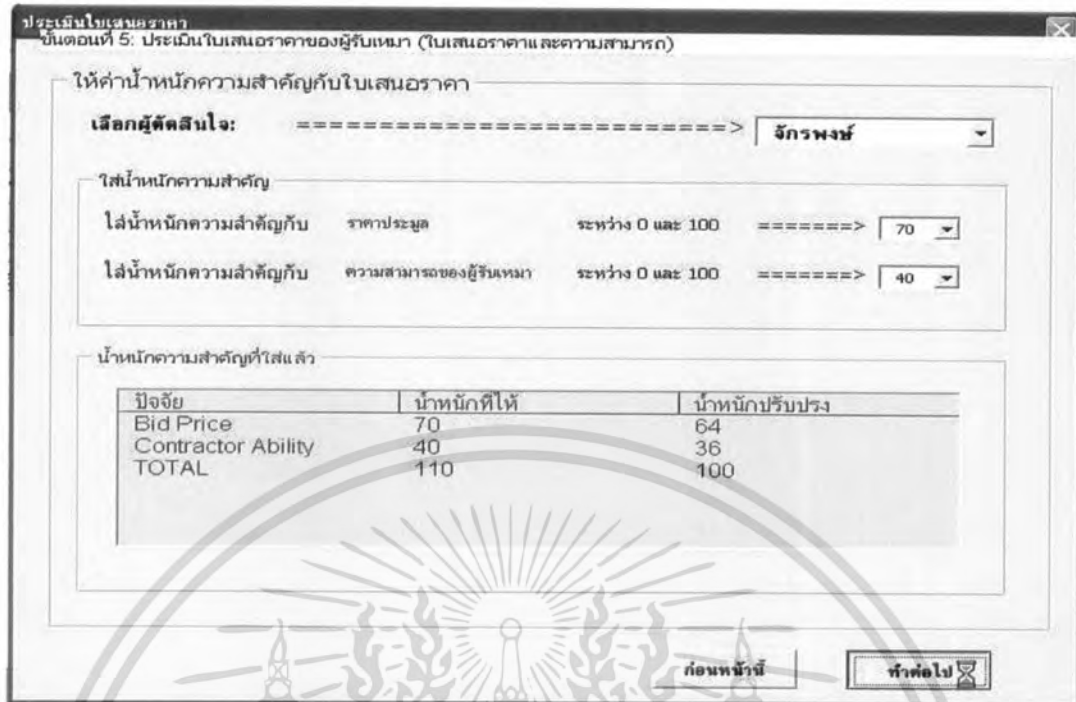 ประเมินใบเสนอราคา
ขั้นตอนที่ 5: ประเมินใบเสนอราคาของผู้รับเหมา (ใบเสนอราคาและความสามารถ)
ให้ค่าน้ำหนักความสำคัญกับใบเสนอราคา
เลือกผู้ตัดสินใจ: ==========================> จักรพงษ์
ใส่น้ำหนักความสำคัญ
ใส่น้ำหนักความสำคัญกับ ราคาประมูล ระหว่าง 0 และ 100 =======> 70
ใส่น้ำหนักความสำคัญกับ ความสามารถของผู้รับเหมา ระหว่าง 0 และ 100 =======> 40
น้ำหนักความสำคัญที่ใส่แล้ว
ปัจจัย น้ำหนักที่ให้ น้ำหนักปรับปรุง
Bid Price 70 64
Contractor Ability 40 36
TOTAL 110 100
ก่อนหน้านี้ ทำต่อไป